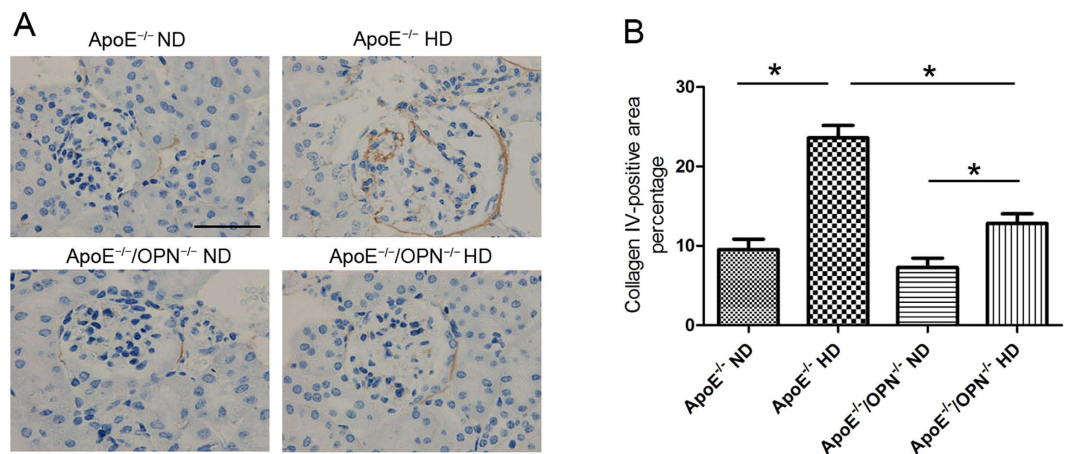 A
ApoE⁻/⁻ ND
ApoE⁻/⁻ HD
ApoE⁻/⁻/OPN⁻/⁻ ND
ApoE⁻/⁻/OPN⁻/⁻ HD
B
* *
*
Collagen IV-positive area
percentage
30
20
10
0
ApoE⁻/⁻ ND
ApoE⁻/⁻ HD
ApoE⁻/⁻/OPN⁻/⁻ ND
ApoE⁻/⁻/OPN⁻/⁻ HD